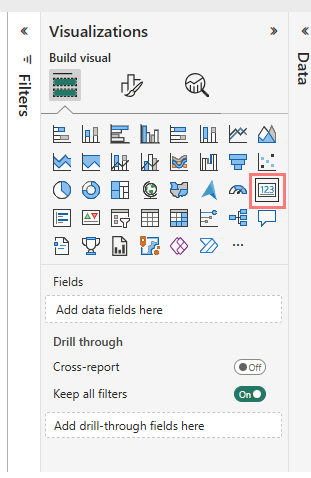 Visualizations
Build visual
Filters
Data
123
Fields
Add data fields here
Drill through
Cross-report
Off
Keep all filters
On
Add drill-through fields here